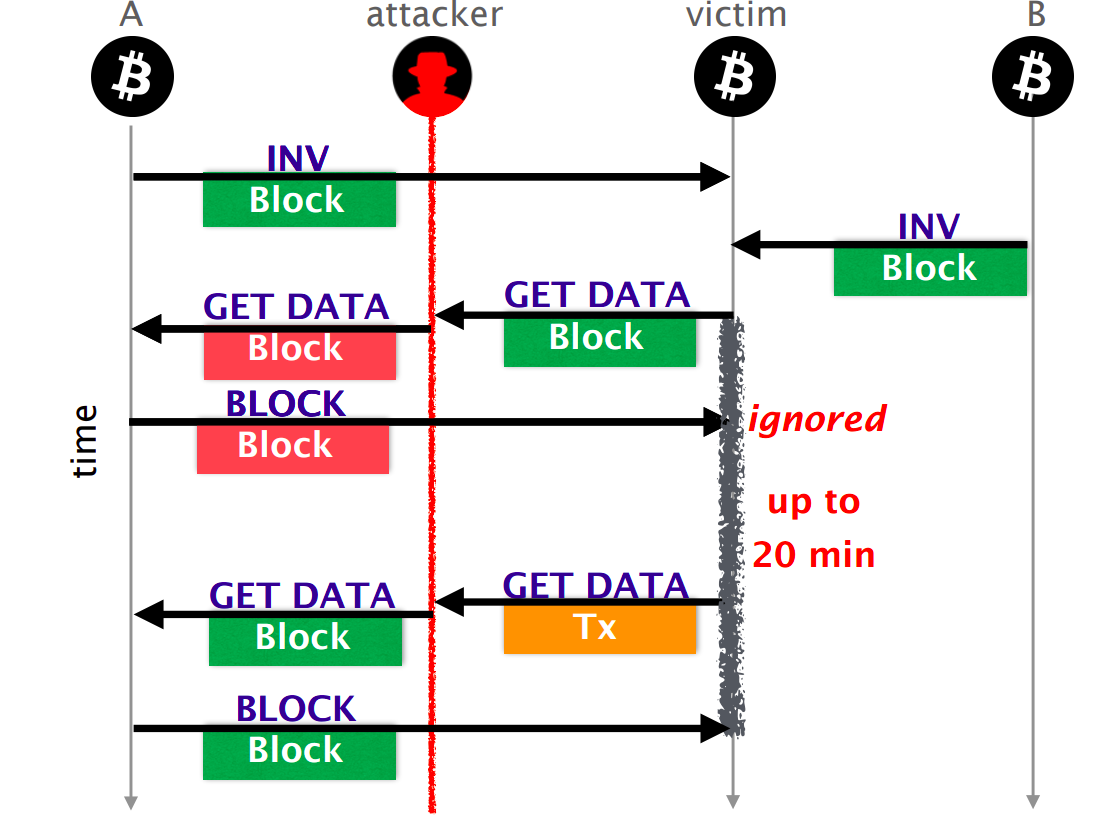 A attacker victim B
INV
Block
INV
Block
GET DATA
Block
GET DATA
Block
BLOCK
Block
ignored
time
up to
20 min
GET DATA
Tx
GET DATA
Block
BLOCK
Block